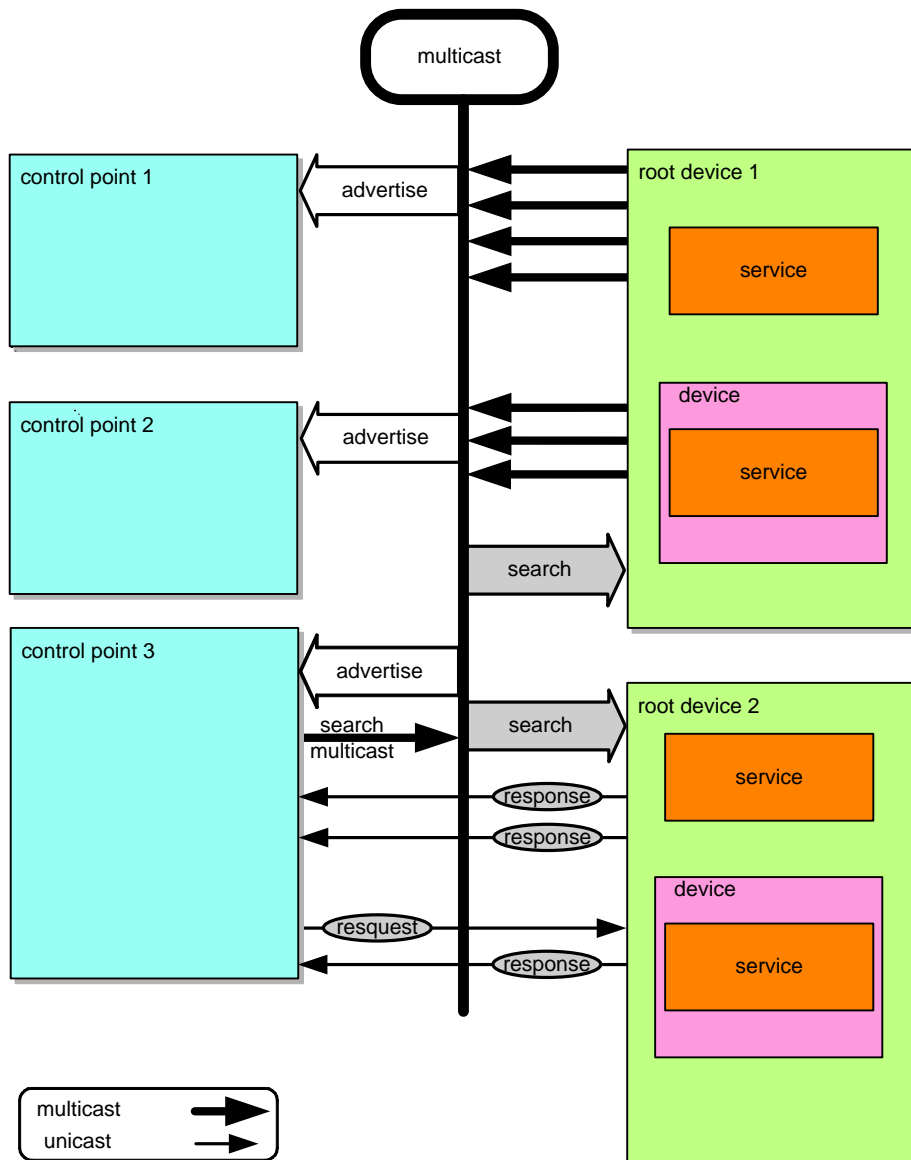 multicast
control point 1
advertise
root device 1
service
control point 2
advertise
device
service
search
control point 3
advertise
search
multicast
search
root device 2
service
response
response
device
resquest
service
response
multicast
unicast